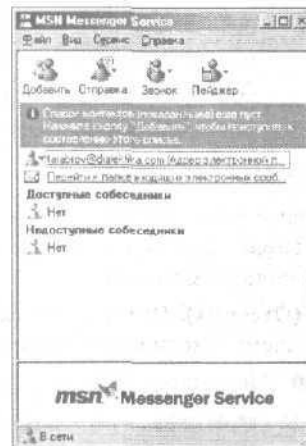 MSN Messenger Service
Файл Вид Сервис Справка
Добавить Отправка Звонок Пейджер
Список контактов (пока он пуст.
Нажмите кнопку "Добавить", чтобы приступить к
составлению этого списка.
(Адрес электронной п...
Перейти к папке входящих электронных сооб...
Доступные собеседники
Нет
Недоступные собеседники
Нет
msn Messenger Service
В сети